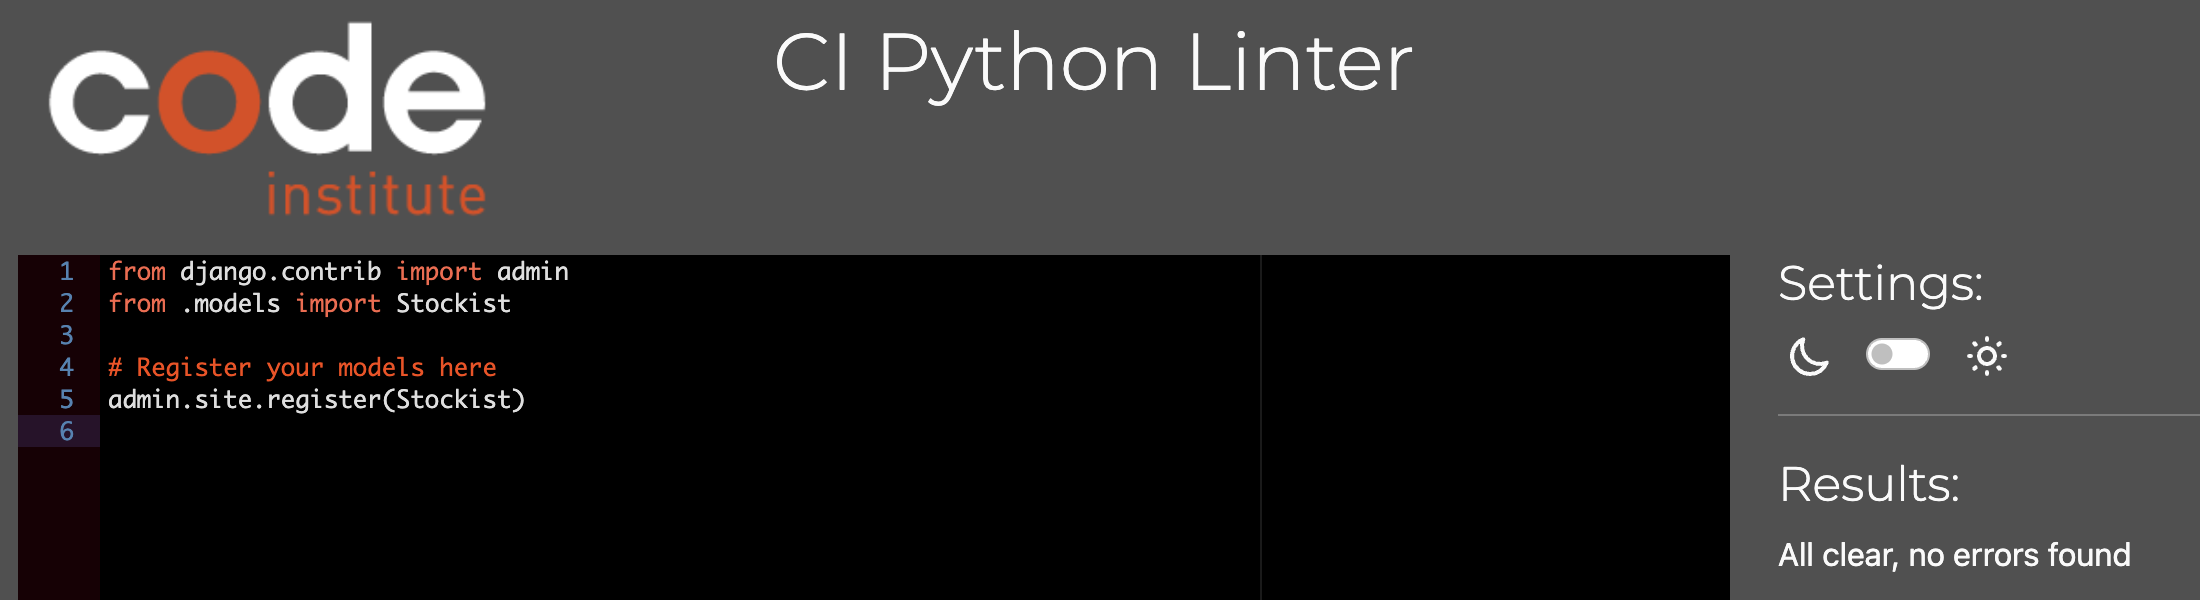 code
institute
CI Python Linter
1 from django.contrib import admin
2 from .models import Stockist
3
4 # Register your models here
5 admin.site.register(Stockist)
6
Settings:
Results:
All clear, no errors found